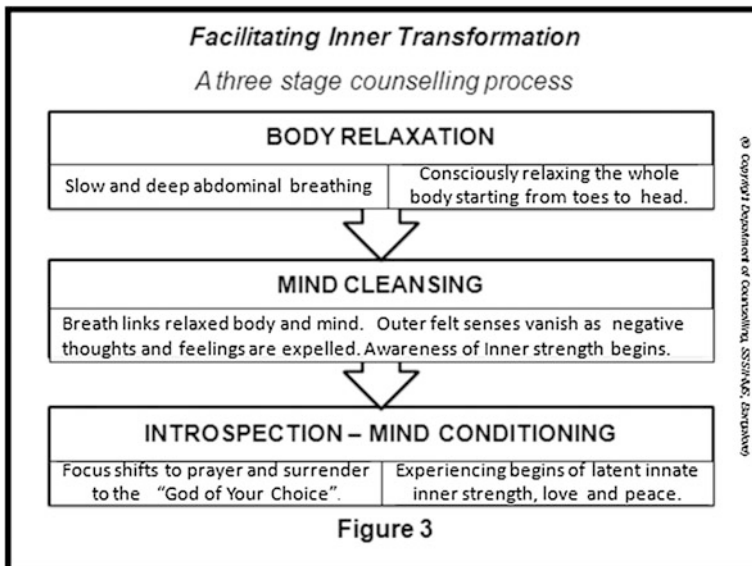 Facilitating Inner Transformation
A three stage counselling process
BODY RELAXATION
Slow and deep abdominal breathing
Consciously relaxing the whole
body starting from toes to head.
MIND CLEANSING
Breath links relaxed body and mind. Outer felt senses vanish as negative
thoughts and feelings are expelled. Awareness of Inner strength begins.
INTROSPECTION – MIND CONDITIONING
Focus shifts to prayer and surrender
to the "God of Your Choice".
Experiencing begins of latent innate
inner strength, love and peace.
Figure 3
© Copyright Department of Counselling, Bangalore)